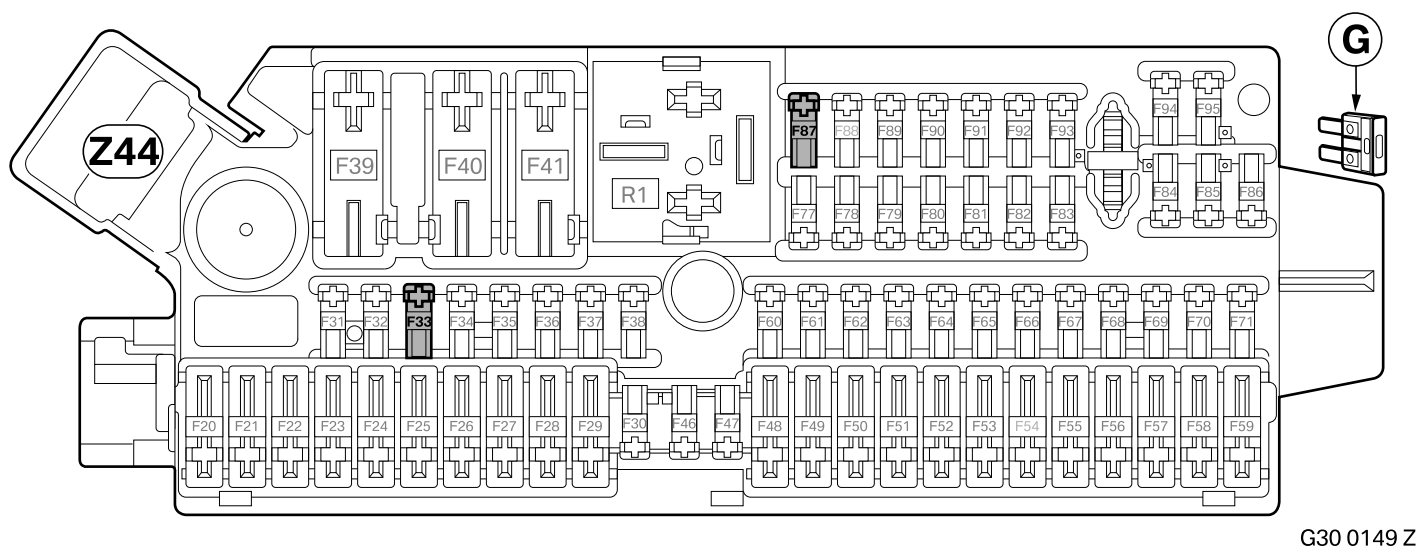 G
Z44
F39 F40 F41
R1
F87 F88 F89 F90 F91 F92 F93
F94 F95
F84 F85 F86
F77 F78 F79 F80 F81 F82 F83
F31 F32 F33 F34 F35 F36 F37 F38
F60 F61 F62 F63 F64 F65 F66 F67 F68 F69 F70 F71
F20 F21 F22 F23 F24 F25 F26 F27 F28 F29 F30 F46 F47 F48 F49 F50 F51 F52 F53 F54 F55 F56 F57 F58 F59
G30 0149 Z